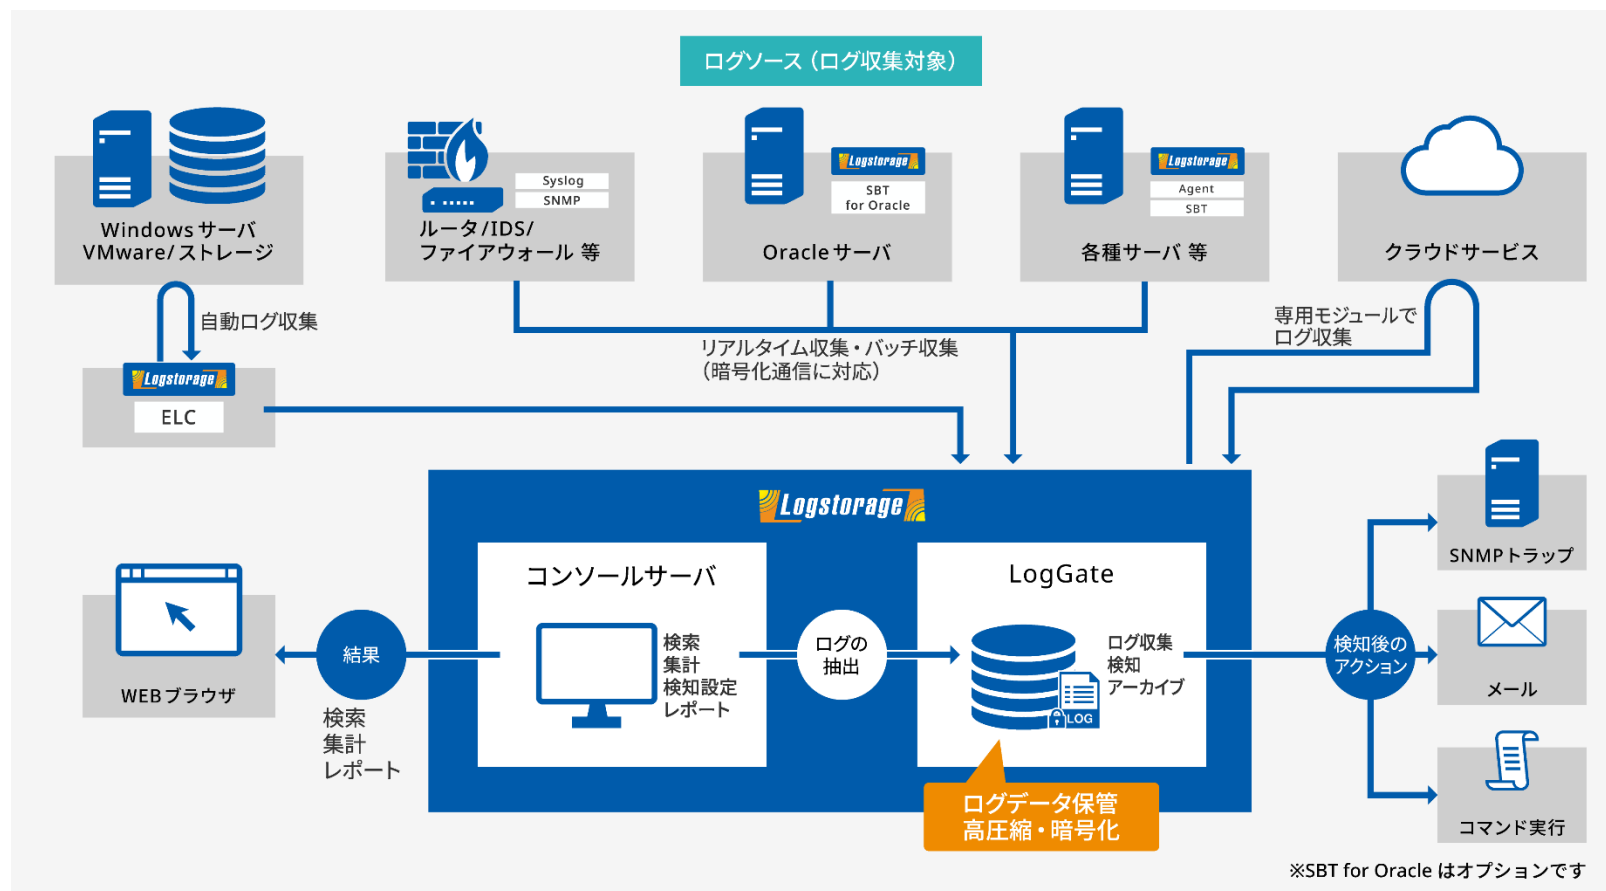 ログソース（ログ収集対象）
Windowsサーバ
VMware/ストレージ
Syslog
SNMP
ルータ/IDS/
ファイアウォール 等
Logstorage
SBT
for Oracle
Oracleサーバ
Logstorage
Agent
SBT
各種サーバ 等
クラウドサービス
自動ログ収集
Logstorage
ELC
リアルタイム収集・バッチ収集
（暗号化通信に対応）
専用モジュールで
ログ収集
Logstorage
コンソールサーバ
検索
集計
検知設定
レポート
ログの
抽出
LogGate
ログ収集
検知
アーカイブ
LOG
ログデータ保管
高圧縮・暗号化
WEBブラウザ
結果
検索
集計
レポート
検知後の
アクション
SNMPトラップ
メール
コマンド実行
※SBT for Oracle はオプションです